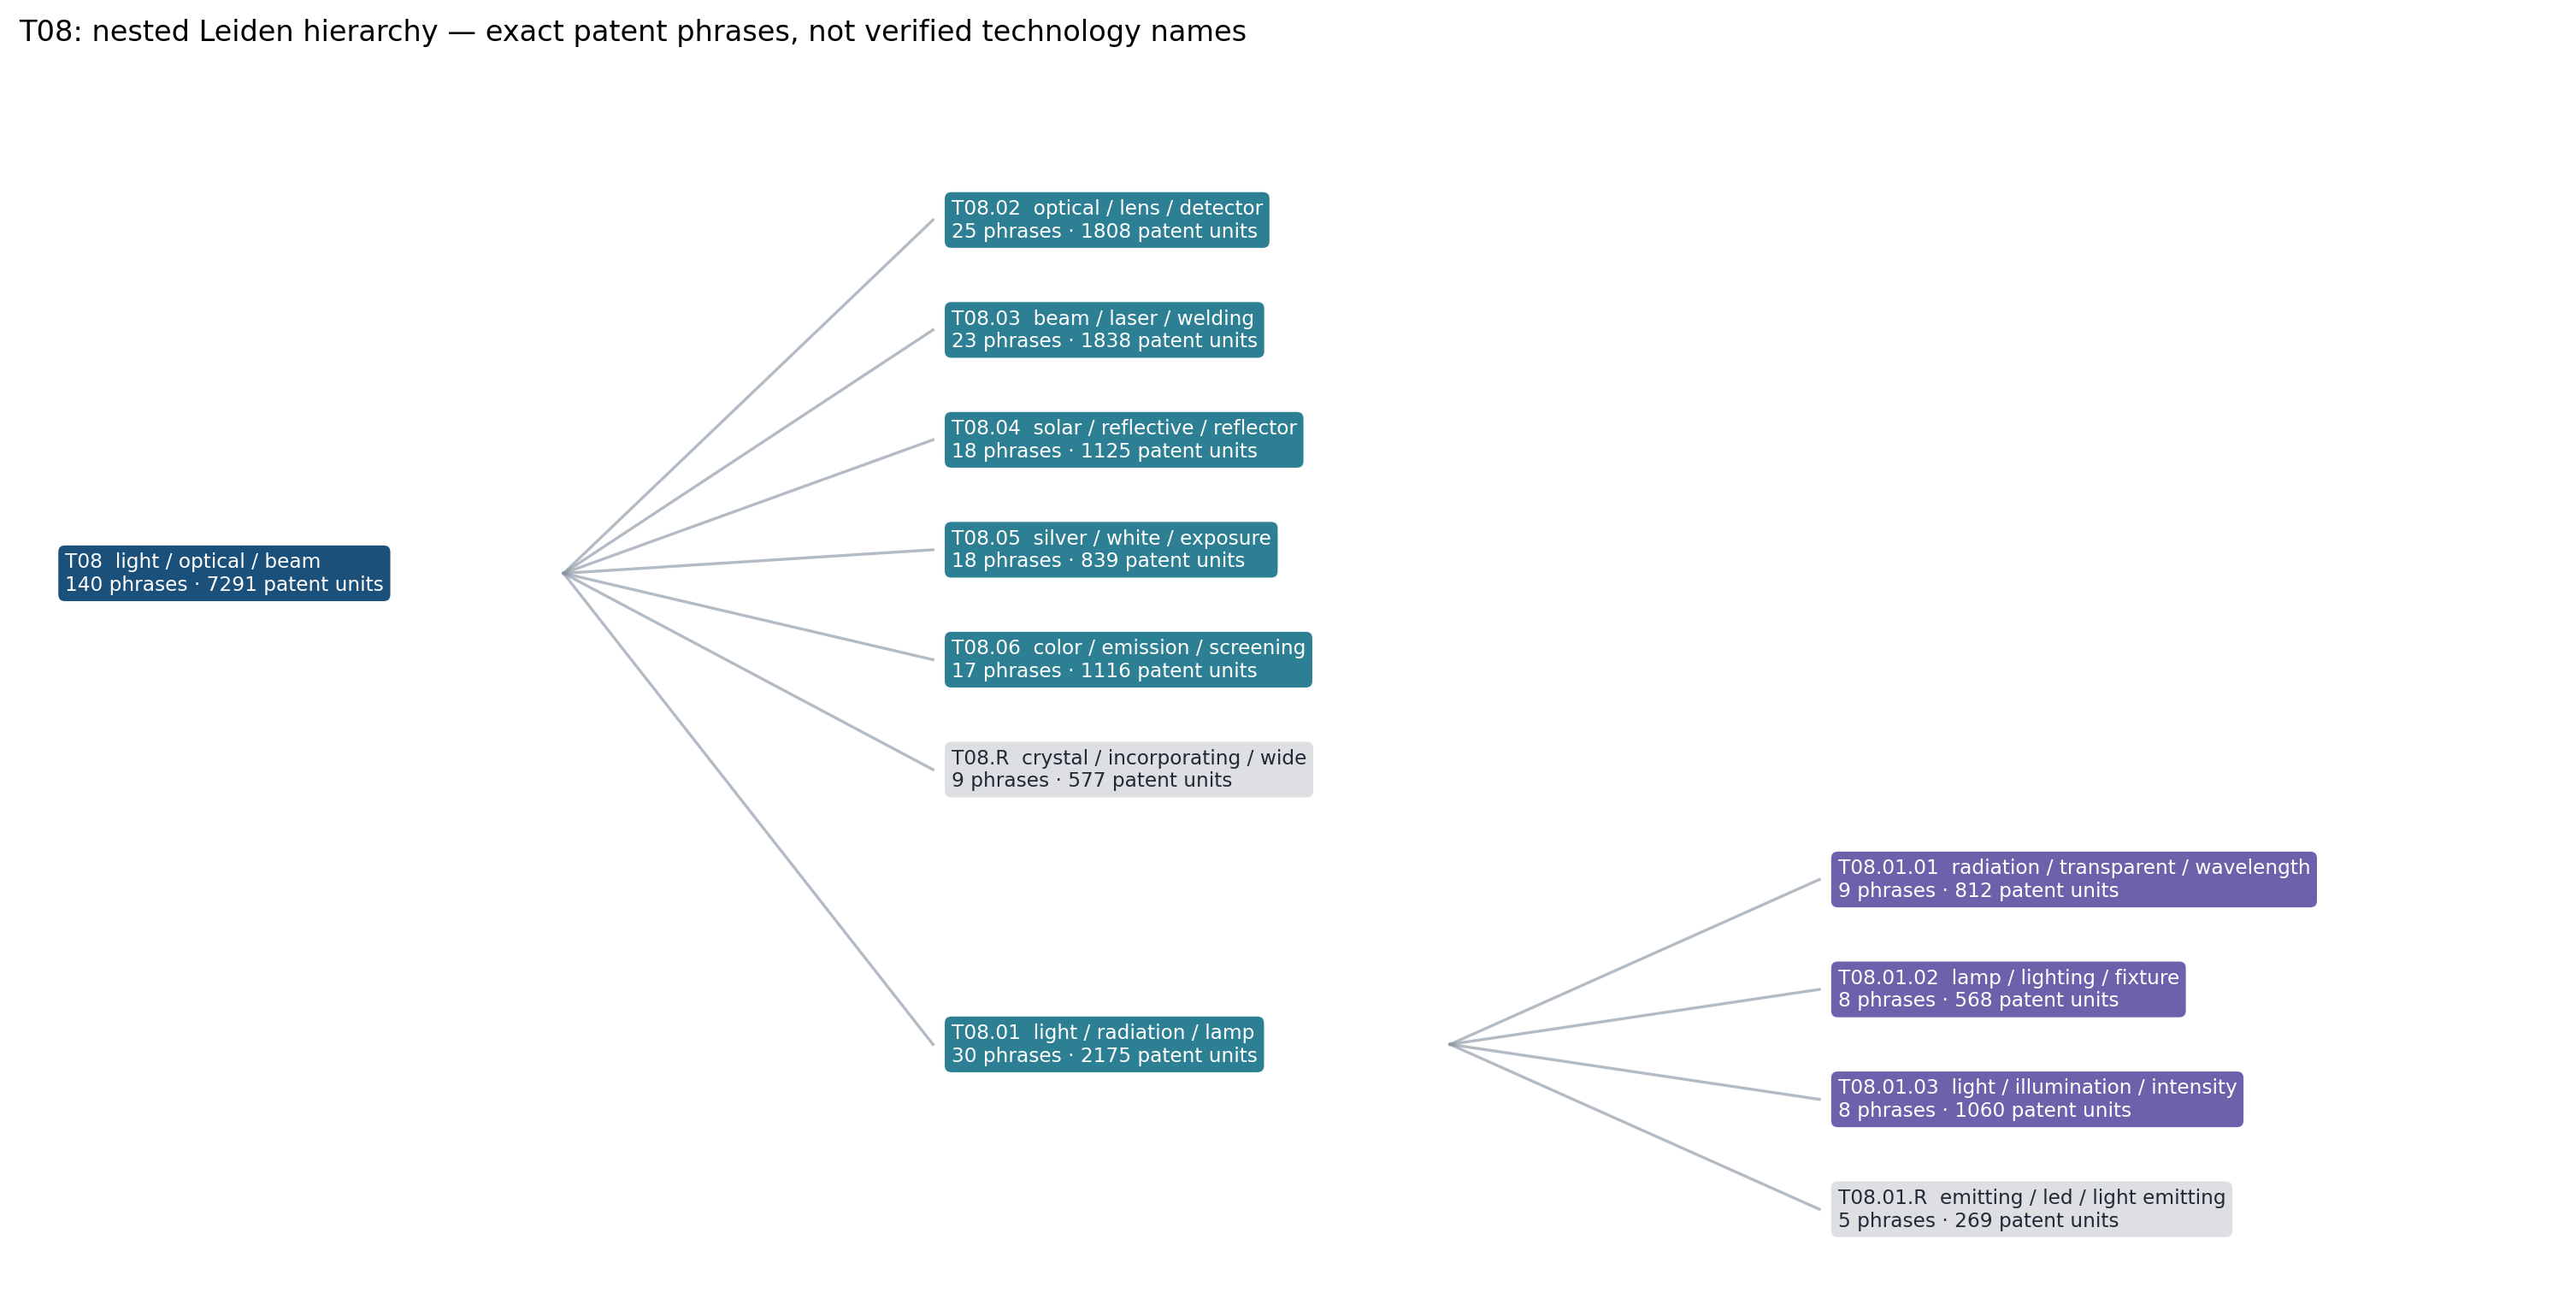 T08: nested Leiden hierarchy — exact patent phrases, not verified technology names
T08.02  optical / lens / detector
25 phrases · 1808 patent units
T08.03  beam / laser / welding
23 phrases · 1838 patent units
T08.04  solar / reflective / reflector
18 phrases · 1125 patent units
T08.05  silver / white / exposure
18 phrases · 839 patent units
T08  light / optical / beam
140 phrases · 7291 patent units
T08.06  color / emission / screening
17 phrases · 1116 patent units
T08.R  crystal / incorporating / wide
9 phrases · 577 patent units
T08.01  light / radiation / lamp
30 phrases · 2175 patent units
T08.01.01  radiation / transparent / wavelength
9 phrases · 812 patent units
T08.01.02  lamp / lighting / fixture
8 phrases · 568 patent units
T08.01.03  light / illumination / intensity
8 phrases · 1060 patent units
T08.01.R  emitting / led / light emitting
5 phrases · 269 patent units